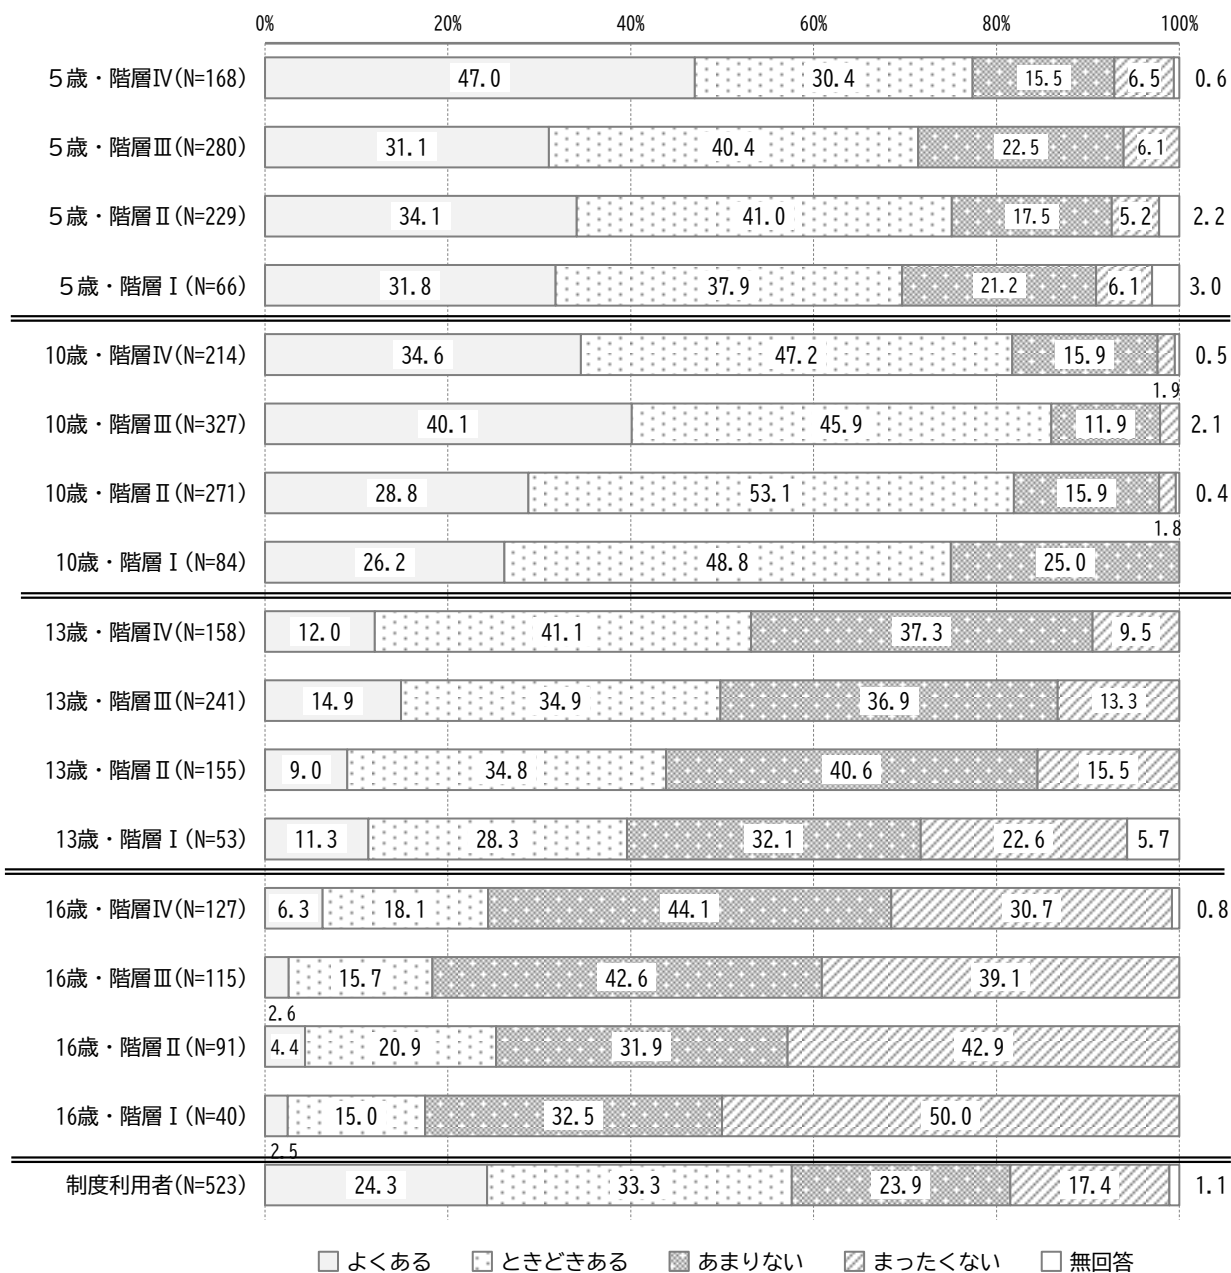 0% 20% 40% 60% 80% 100%
5歳・階層Ⅳ(N=168) 47.0 30.4 15.5 6.5 0.6
5歳・階層Ⅲ(N=280) 31.1 40.4 22.5 6.1
5歳・階層Ⅱ(N=229) 34.1 41.0 17.5 5.2 2.2
5歳・階層Ⅰ(N=66) 31.8 37.9 21.2 6.1 3.0
10歳・階層Ⅳ(N=214) 34.6 47.2 15.9 0.5
1.9
10歳・階層Ⅲ(N=327) 40.1 45.9 11.9 2.1
10歳・階層Ⅱ(N=271) 28.8 53.1 15.9 0.4
1.8
10歳・階層Ⅰ(N=84) 26.2 48.8 25.0
13歳・階層Ⅳ(N=158) 12.0 41.1 37.3 9.5
13歳・階層Ⅲ(N=241) 14.9 34.9 36.9 13.3
13歳・階層Ⅱ(N=155) 9.0 34.8 40.6 15.5
13歳・階層Ⅰ(N=53) 11.3 28.3 32.1 22.6 5.7
16歳・階層Ⅳ(N=127) 6.3 18.1 44.1 30.7 0.8
16歳・階層Ⅲ(N=115) 15.7 42.6 39.1
2.6
16歳・階層Ⅱ(N=91) 4.4 20.9 31.9 42.9
16歳・階層Ⅰ(N=40) 15.0 32.5 50.0
2.5
制度利用者(N=523) 24.3 33.3 23.9 17.4 1.1
よくある ときどきある あまりない まったくない 無回答